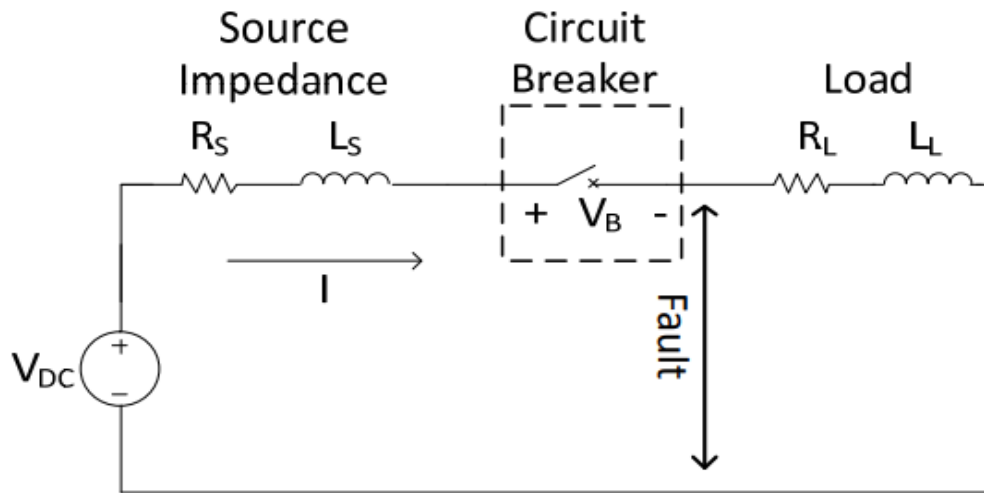 Source
Impedance
Circuit
Breaker
Load
R_S
L_S
R_L
L_L
+ V_B -
I
Fault
+
V_DC
−